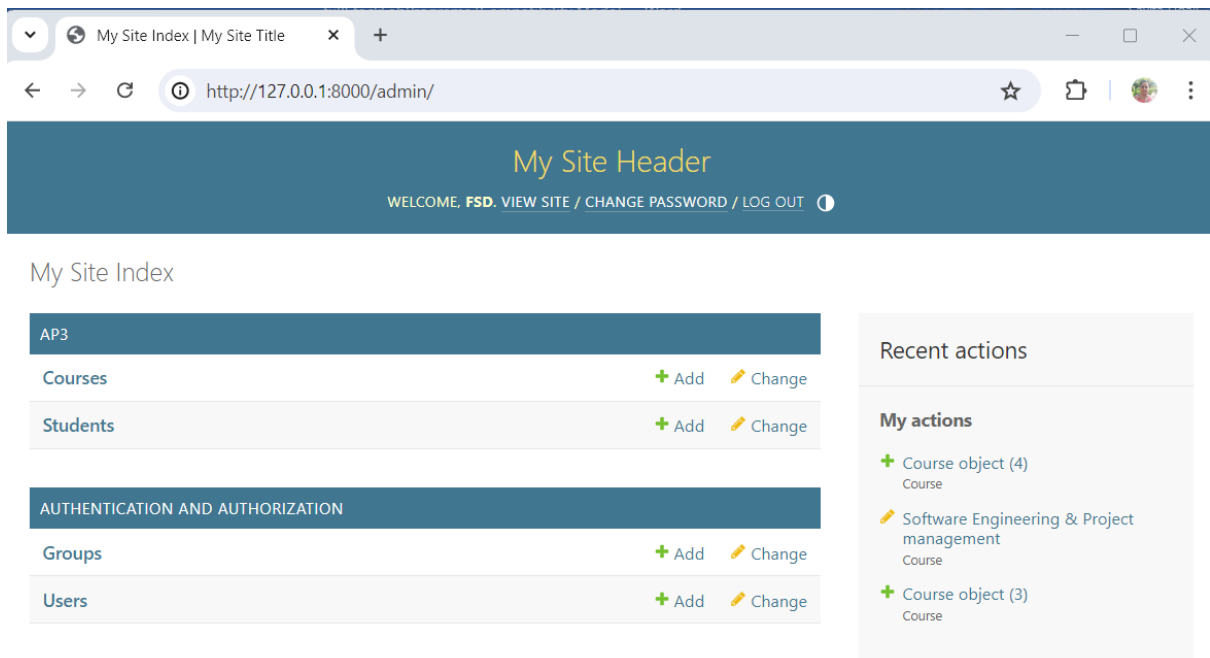 My Site Index | My Site Title
http://127.0.0.1:8000/admin/
My Site Header
WELCOME, FSD. VIEW SITE / CHANGE PASSWORD / LOG OUT
My Site Index
AP3
Courses Add Change
Students Add Change
AUTHENTICATION AND AUTHORIZATION
Groups Add Change
Users Add Change
Recent actions
My actions
Course object (4)
Course
Software Engineering & Project
management
Course
Course object (3)
Course